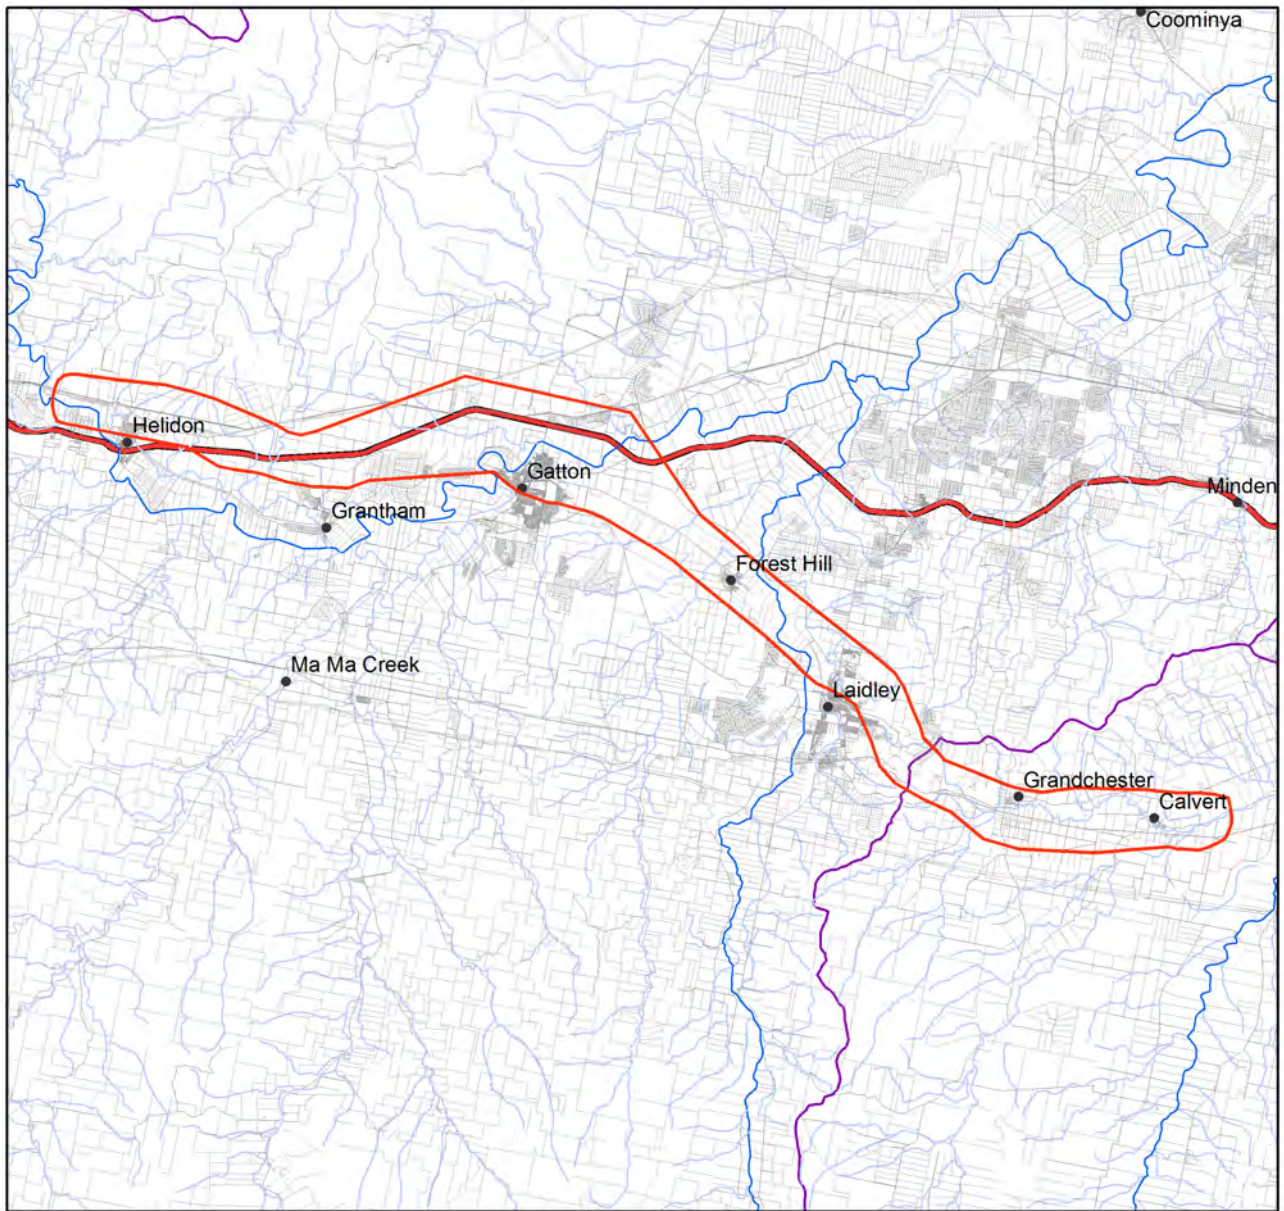 Coominya
Helidon
Gatton
Minden
Grantham
Forest Hill
Ma Ma Creek
Laidley
Grandchester
Calvert